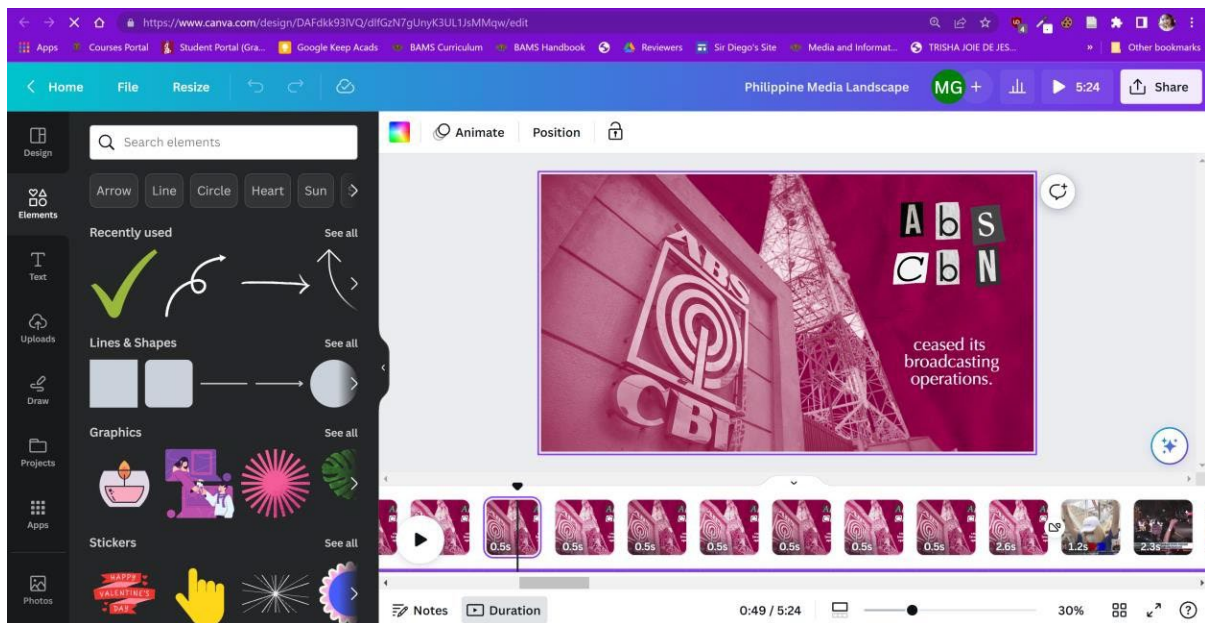 https://www.canva.com/design/DAFdkk93lVQ/dlfGzN7gUnyK3UL1JsMMqw/edit
Apps Courses Portal Student Portal (Gra... Google Keep Acads BAMS Curriculum BAMS Handbook Reviewers Sir Diego's Site Media and Informat... TRISHA JOIE DE JES... » Other bookmarks
Home File Resize Philippine Media Landscape MG + 5:24 Share
Design
Elements
Text
Uploads
Draw
Projects
Apps
Photos
Search elements
Arrow Line Circle Heart Sun
Recently used See all
Lines & Shapes See all
Graphics See all
Stickers See all
HAPPY
VALENTINE'S
DAY
Animate Position
ABS
CBN
AbS
CbN
ceased its
broadcasting
operations.
0.5s 0.5s 0.5s 0.5s 0.5s 0.5s 0.5s 2.6s 1.2s 2.3s
Notes Duration 0:49 / 5:24 30%